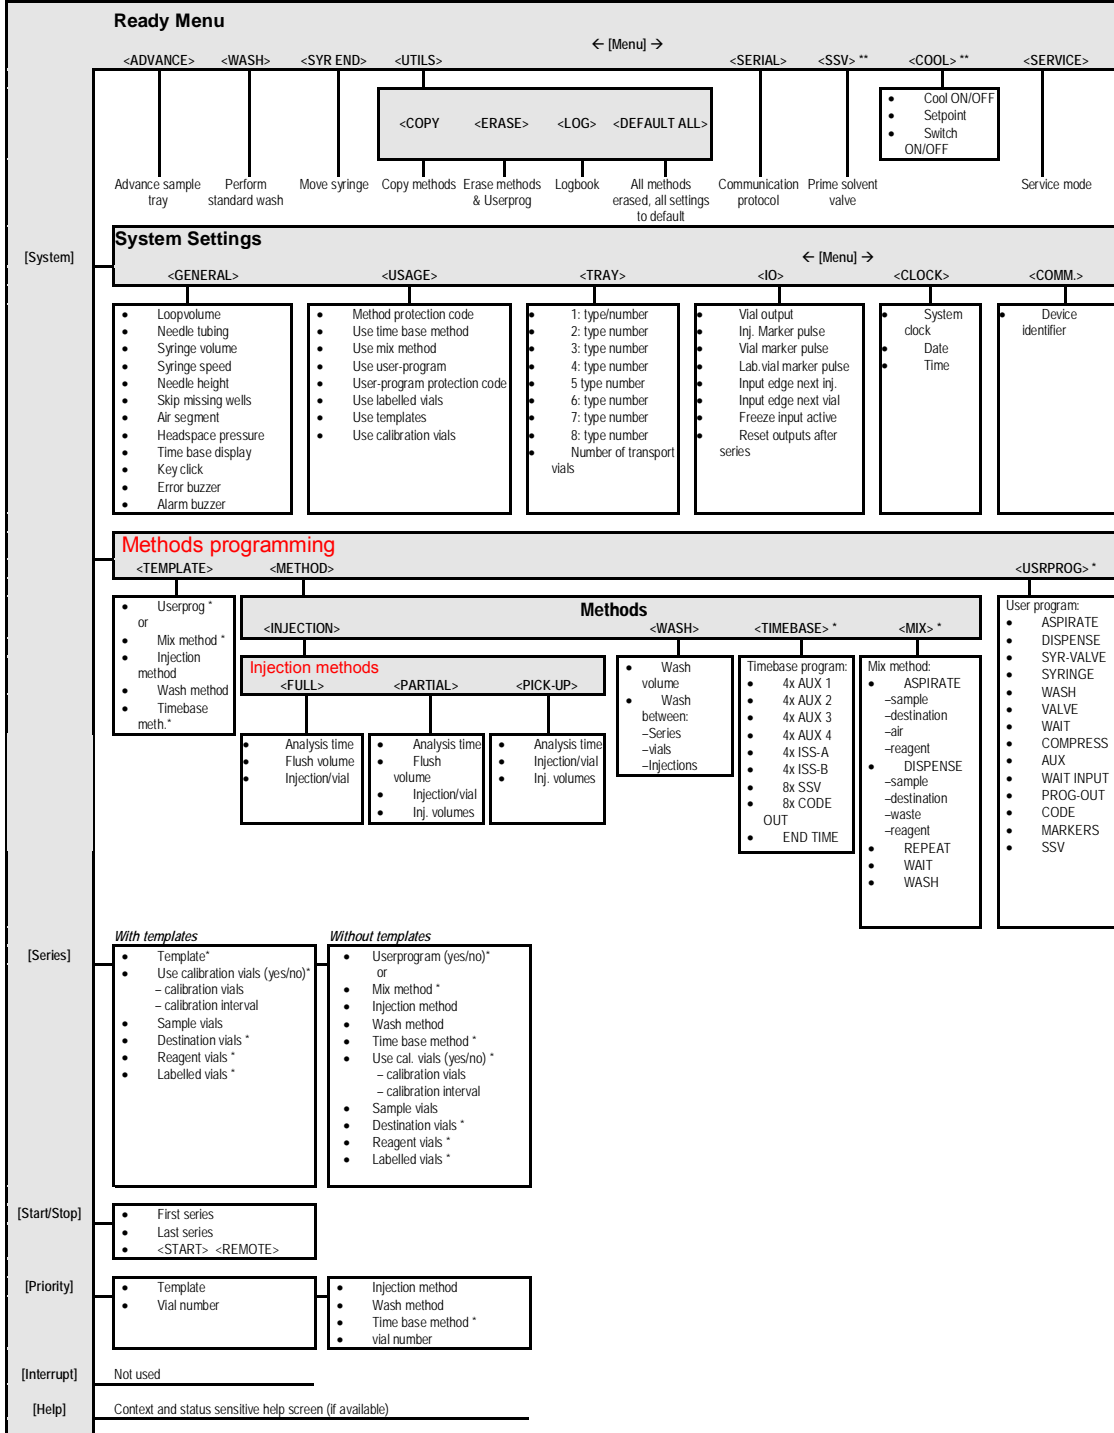 Ready Menu
← [Menu] →
<ADVANCE> <WASH> <SYR END> <UTILS> <SERIAL> <SSV> ** <COOL> ** <SERVICE>
• Cool ON/OFF
• Setpoint
• Switch
ON/OFF
<COPY <ERASE> <LOG> <DEFAULT ALL>
Advance sample
tray
Perform
standard wash
Move syringe
Copy methods
Erase methods
& Userprog
Logbook
All methods
erased, all settings
to default
Communication
protocol
Prime solvent
valve
Service mode
[System]
System Settings
← [Menu] →
<GENERAL> <USAGE> <TRAY> <IO> <CLOCK> <COMM.>
• Loopvolume
• Needle tubing
• Syringe volume
• Syringe speed
• Needle height
• Skip missing wells
• Air segment
• Headspace pressure
• Time base display
• Key click
• Error buzzer
• Alarm buzzer
• Method protection code
• Use time base method
• Use mix method
• Use user-program
• User-program protection code
• Use labelled vials
• Use templates
• Use calibration vials
• 1: type/number
• 2: type number
• 3: type number
• 4: type number
• 5 type number
• 6: type number
• 7: type number
• 8: type number
• Number of transport
vials
• Vial output
• Inj. Marker pulse
• Vial marker pulse
• Lab.vial marker pulse
• Input edge next inj.
• Input edge next vial
• Freeze input active
• Reset outputs after
series
• System
clock
• Date
• Time
• Device
identifier
Methods programming
<TEMPLATE> <METHOD> <USRPROG> *
• Userprog *
or
• Mix method *
• Injection
method
• Wash method
• Timebase
meth.*
Methods
<INJECTION> <WASH> <TIMEBASE> * <MIX> *
Injection methods
<FULL> <PARTIAL> <PICK-UP>
• Analysis time
• Flush volume
• Injection/vial
• Analysis time
• Flush
volume
• Injection/vial
• Inj. volumes
• Analysis time
• Injection/vial
• Inj. volumes
• Wash
volume
• Wash
between:
–Series
–vials
–Injections
Timebase program:
• 4x AUX 1
• 4x AUX 2
• 4x AUX 3
• 4x AUX 4
• 4x ISS-A
• 4x ISS-B
• 8x SSV
• 8x CODE
OUT
• END TIME
Mix method:
• ASPIRATE
–sample
–destination
–air
–reagent
• DISPENSE
–sample
–destination
–waste
–reagent
• REPEAT
• WAIT
• WASH
User program:
• ASPIRATE
• DISPENSE
• SYR-VALVE
• SYRINGE
• WASH
• VALVE
• WAIT
• COMPRESS
• AUX
• WAIT INPUT
• PROG-OUT
• CODE
• MARKERS
• SSV
[Series]
With templates
• Template*
• Use calibration vials (yes/no)*
– calibration vials
– calibration interval
• Sample vials
• Destination vials *
• Reagent vials *
• Labelled vials *
Without templates
• Userprogram (yes/no)*
or
• Mix method *
• Injection method
• Wash method
• Time base method *
• Use cal. vials (yes/no) *
– calibration vials
– calibration interval
• Sample vials
• Destination vials *
• Reagent vials *
• Labelled vials *
[Start/Stop]
• First series
• Last series
• <START> <REMOTE>
[Priority]
• Template
• Vial number
• Injection method
• Wash method
• Time base method *
• vial number
[Interrupt]
Not used
[Help]
Context and status sensitive help screen (if available)